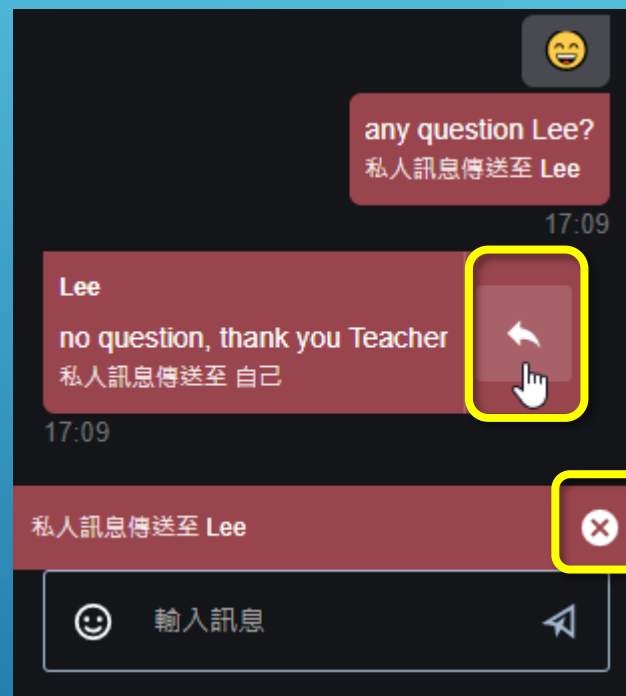 any question Lee?
私人訊息傳送至 Lee
17:09
Lee
no question, thank you Teacher
私人訊息傳送至 自己
17:09
私人訊息傳送至 Lee
輸入訊息